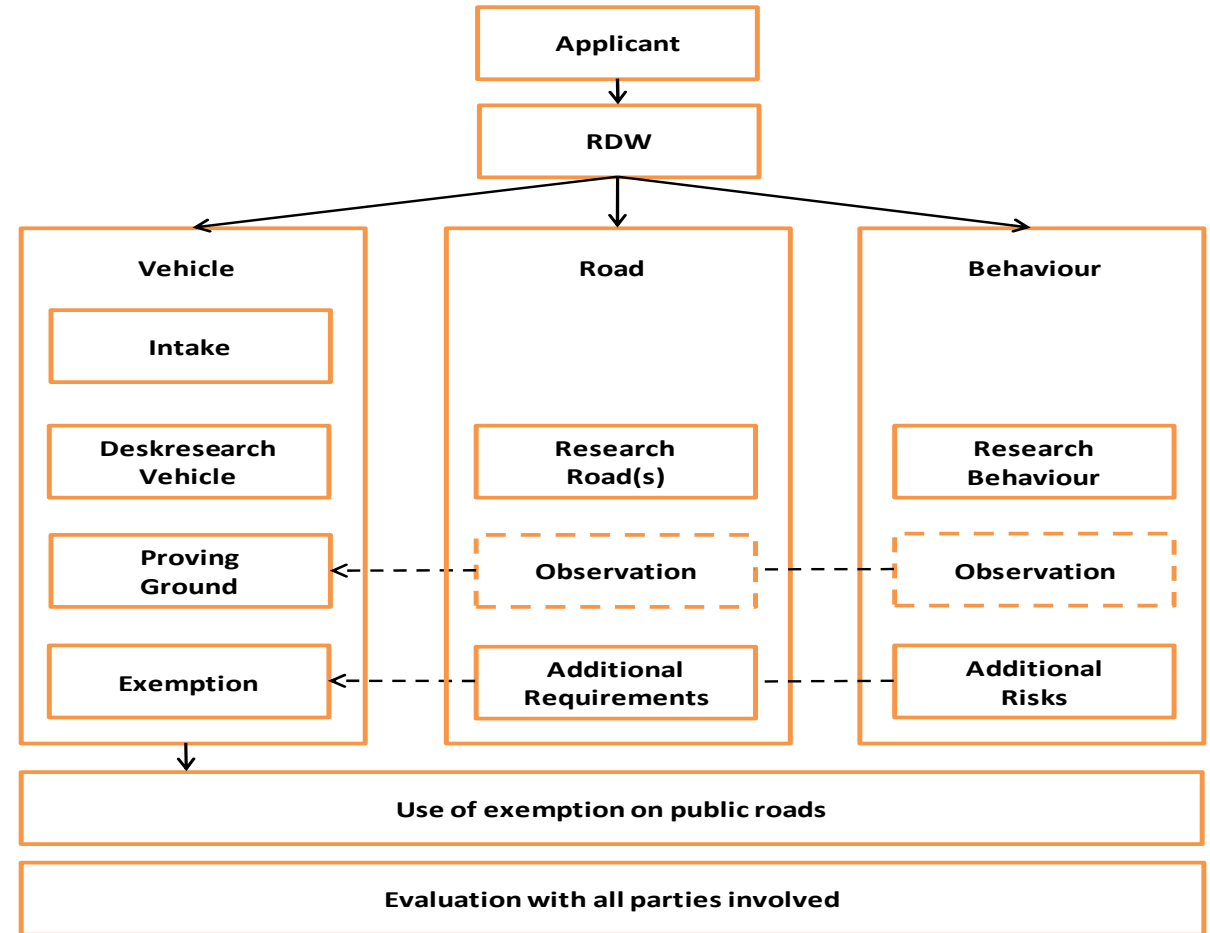 Applicant
RDW
Vehicle
Road
Behaviour
Intake
Deskresearch
Vehicle
Research
Road(s)
Research
Behaviour
Proving
Ground
Observation
Observation
Exemption
Additional
Requirements
Additional
Risks
Use of exemption on public roads
Evaluation with all parties involved